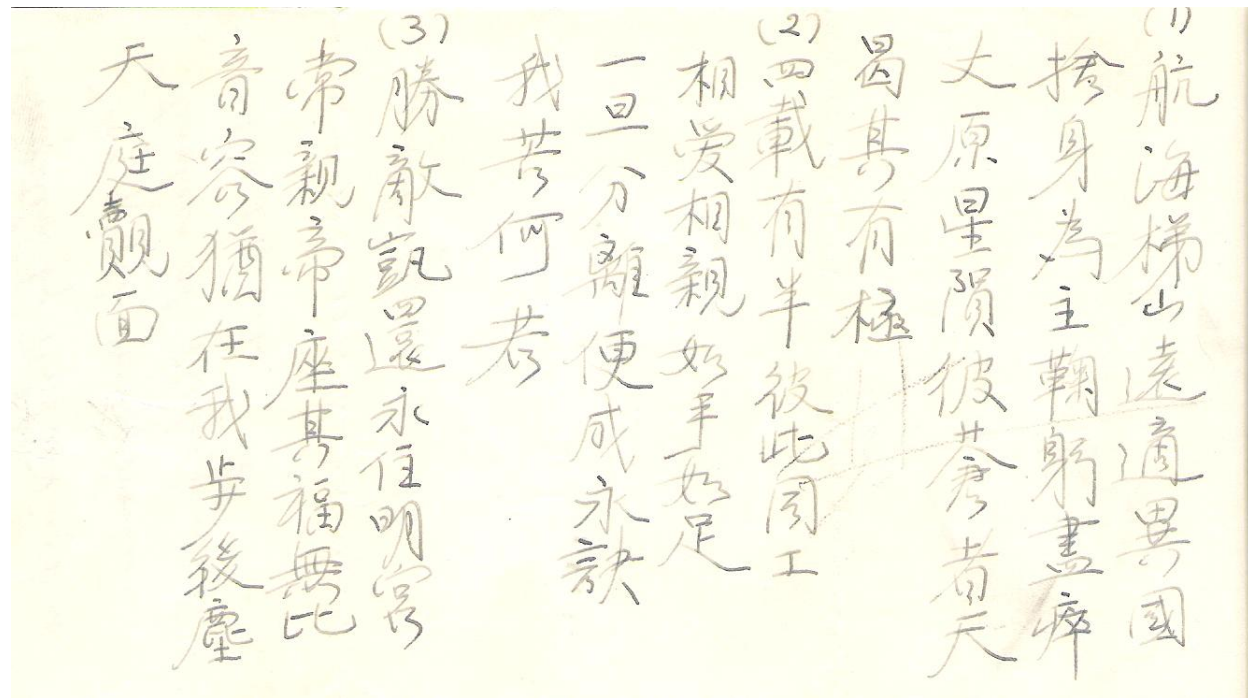 (1)航海梯山遠適異國
捨身為主鞠躬盡瘁
丈原星隕彼蒼者天
曷其有極
(2)四載有半彼此同工
相愛相親如手如足
一旦分離便成永訣
我苦何若
(3)勝敵凱還永住明宮
常親帝座其福無比
音容猶在我步後塵
天庭覿面